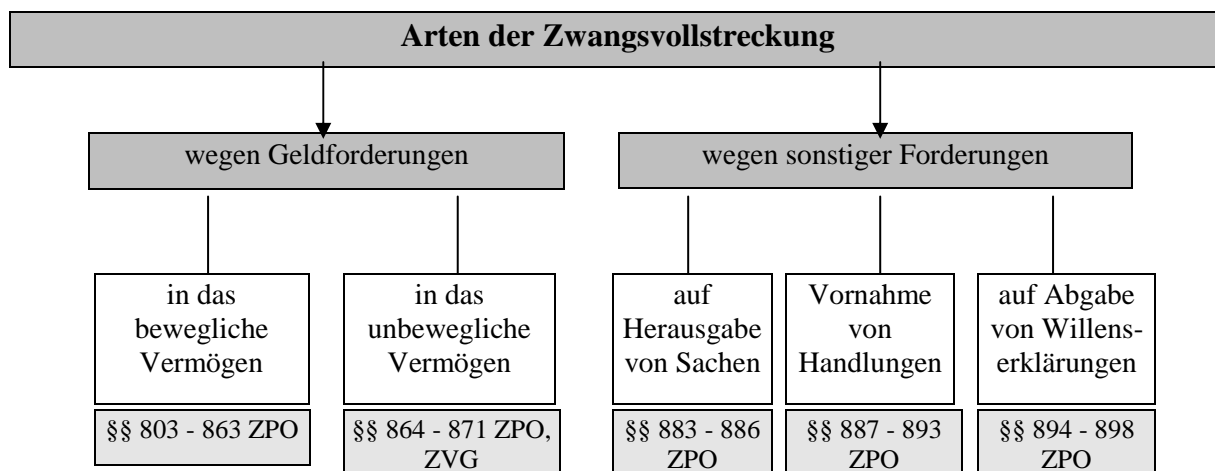 Arten der Zwangsvollstreckung
wegen Geldforderungen
wegen sonstiger Forderungen
in das
bewegliche
Vermögen
§§ 803 - 863 ZPO
in das
unbewegliche
Vermögen
§§ 864 - 871 ZPO,
ZVG
auf
Herausgabe
von Sachen
§§ 883 - 886
ZPO
Vornahme
von
Handlungen
§§ 887 - 893
ZPO
auf Abgabe
von Willens-
erklärungen
§§ 894 - 898
ZPO